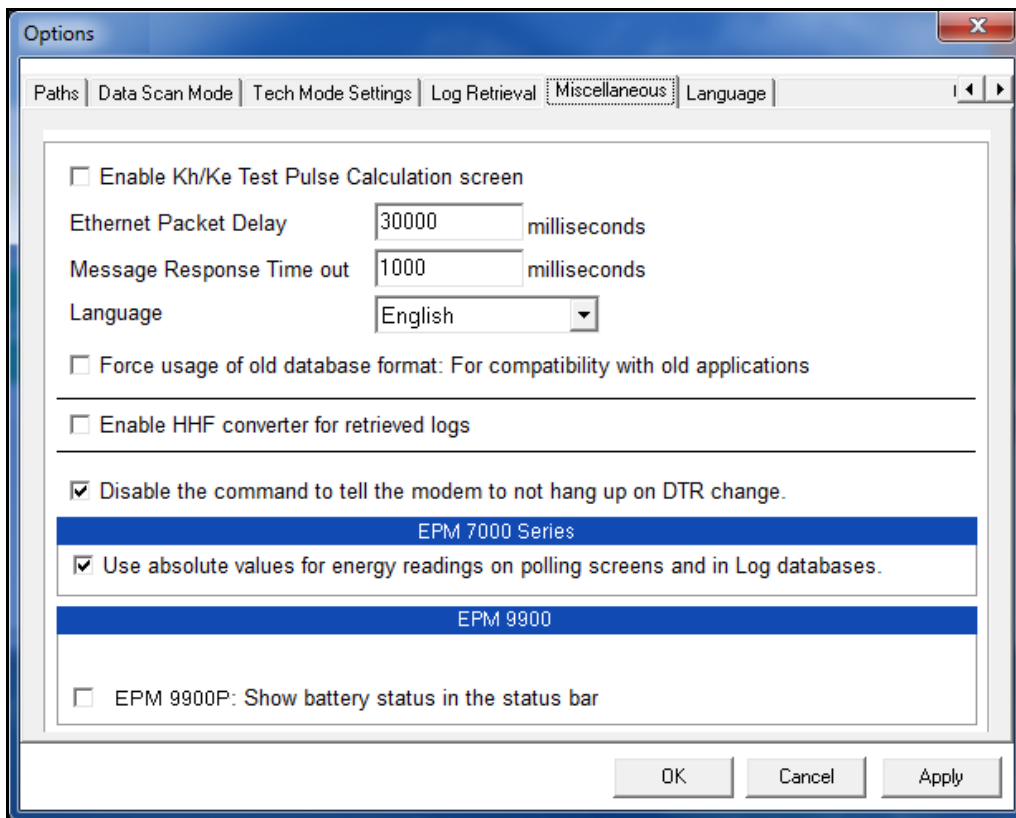 Options
Paths Data Scan Mode Tech Mode Settings Log Retrieval Miscellaneous Language
Enable Kh/Ke Test Pulse Calculation screen
Ethernet Packet Delay 30000 milliseconds
Message Response Time out 1000 milliseconds
Language English
Force usage of old database format: For compatibility with old applications
Enable HHF converter for retrieved logs
Disable the command to tell the modem to not hang up on DTR change.
EPM 7000 Series
Use absolute values for energy readings on polling screens and in Log databases.
EPM 9900
EPM 9900P: Show battery status in the status bar
OK Cancel Apply